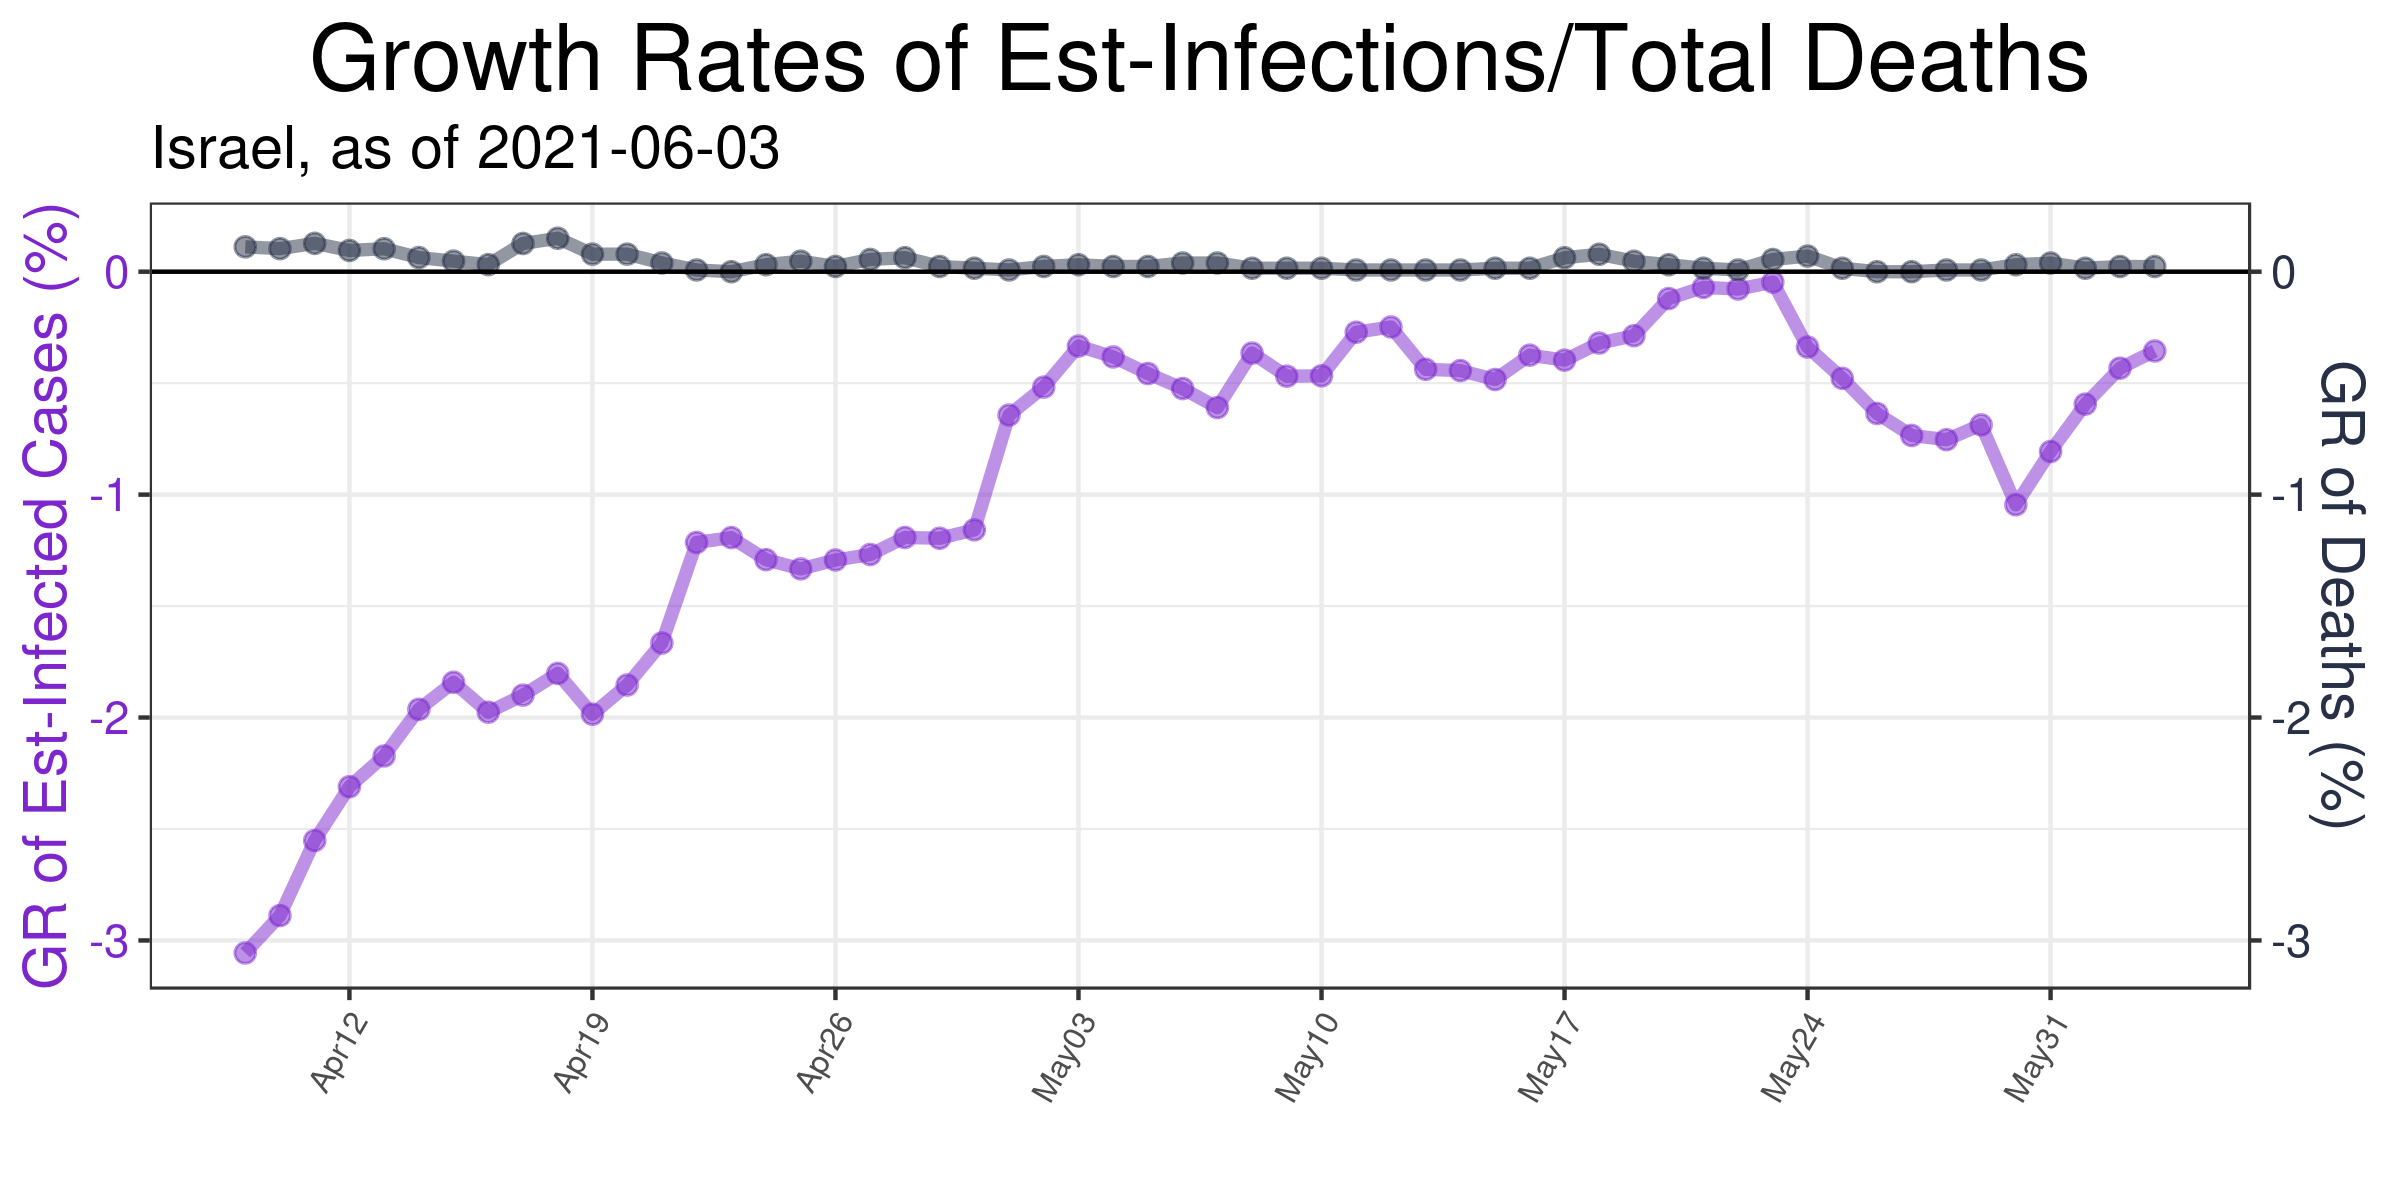 Growth Rates of Est-Infections/Total Deaths
Israel, as of 2021-06-03
GR of Est-Infected Cases (%)
0
-1
-2
-3
0
-1
-2
-3
GR of Deaths (%)
Apr12
Apr19
Apr26
May03
May10
May17
May24
May31